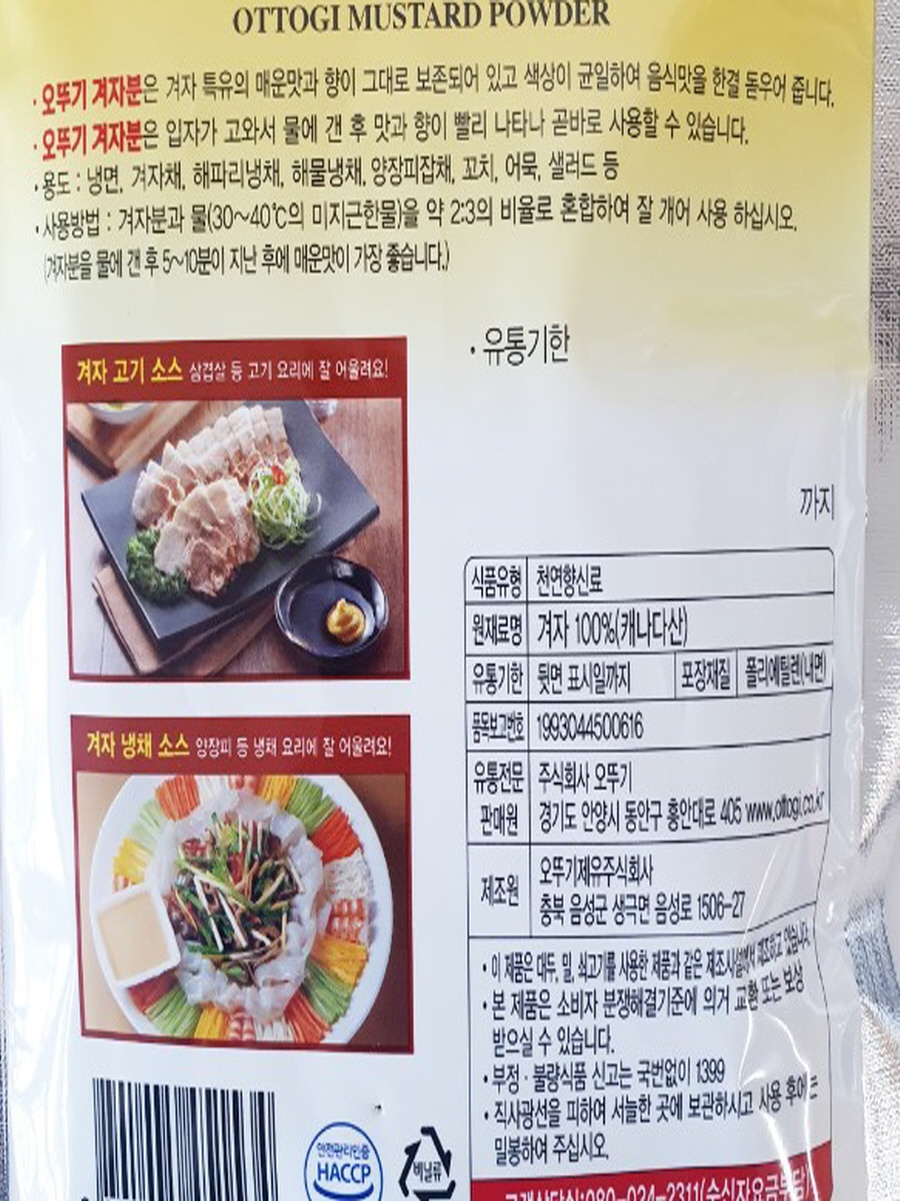 OTTOGI MUSTARD POWDER
· 오뚜기 겨자분은 겨자 특유의 매운맛과 향이 그대로 보존되어 있고 색상이 균일하여 음식맛을 한결 돋우어 줍니다.
· 오뚜기 겨자분은 입자가 고와서 물에 갠 후 맛과 향이 빨리 나타나 곧바로 사용할 수 있습니다.
· 용도 : 냉면, 겨자채, 해파리냉채, 해물냉채, 양장피잡채, 꼬치, 어묵, 샐러드 등
· 사용방법 : 겨자분과 물(30~40℃의 미지근한물)을 약 2:3의 비율로 혼합하여 잘 개어 사용 하십시오.
(겨자분을 물에 갠 후 5~10분이 지난 후에 매운맛이 가장 좋습니다.)
· 유통기한
까지
겨자 고기 소스 삼겹살 등 고기 요리에 잘 어울려요!
겨자 냉채 소스 양장피 등 냉채 요리에 잘 어울려요!
식품유형 천연향신료
원재료명 겨자 100%(캐나다산)
유통기한 뒷면 표시일까지 포장재질 폴리에틸렌(내면)
품목보고번호 1993044500616
유통전문 주식회사 오뚜기
판매원 경기도 안양시 동안구 흥안대로 405 www.ottogi.co.kr
제조원 오뚜기제유주식회사
충북 음성군 생극면 음성로 1506-27
· 이 제품은 대두, 밀, 쇠고기를 사용한 제품과 같은 제조시설에서 제조하고 있습니다.
· 본 제품은 소비자 분쟁해결기준에 의거 교환 또는 보상
받으실 수 있습니다.
· 부정 · 불량식품 신고는 국번없이 1399
· 직사광선을 피하여 서늘한 곳에 보관하시고 사용 후에는
밀봉하여 주십시오.
안전관리인증
HACCP
비닐류
고객상담실:080-024-2311(수신자요금부담)